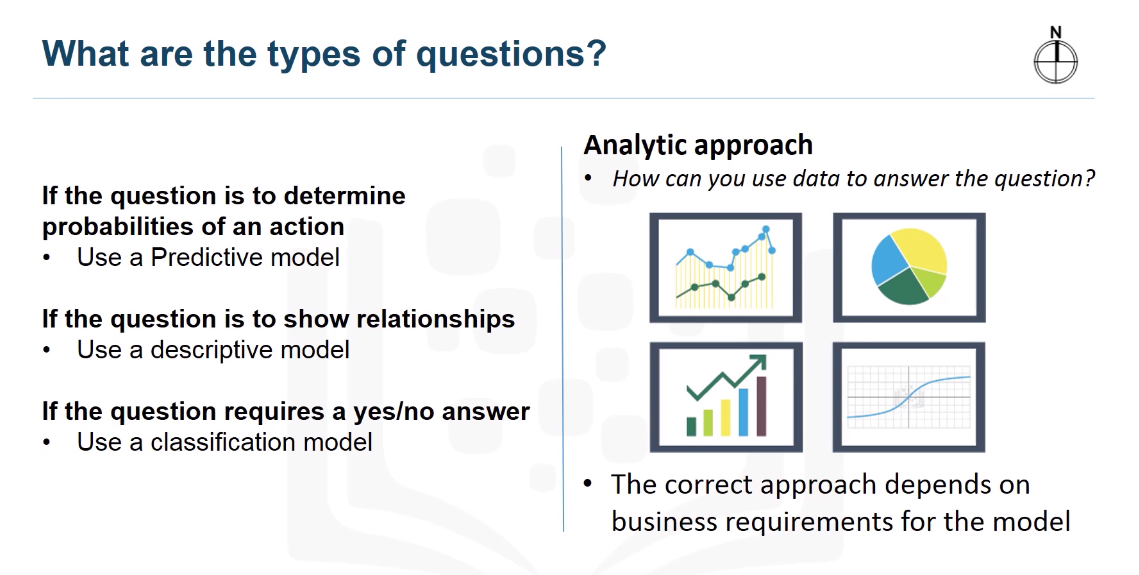 What are the types of questions?
N
If the question is to determine
probabilities of an action
• Use a Predictive model
If the question is to show relationships
• Use a descriptive model
If the question requires a yes/no answer
• Use a classification model
Analytic approach
• How can you use data to answer the question?
• The correct approach depends on
business requirements for the model